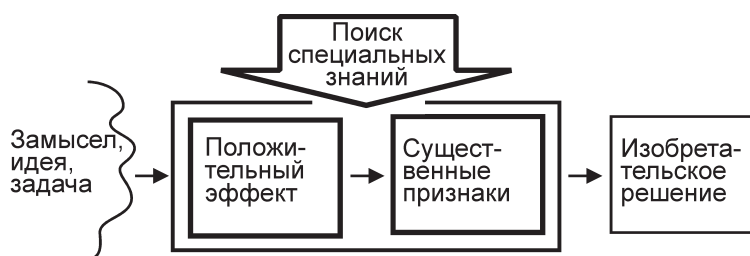 Поиск
специальных
знаний
Замысел,
идея,
задача
Положи-
тельный
эффект
Сущест-
венные
признаки
Изобрета-
тельское
решение